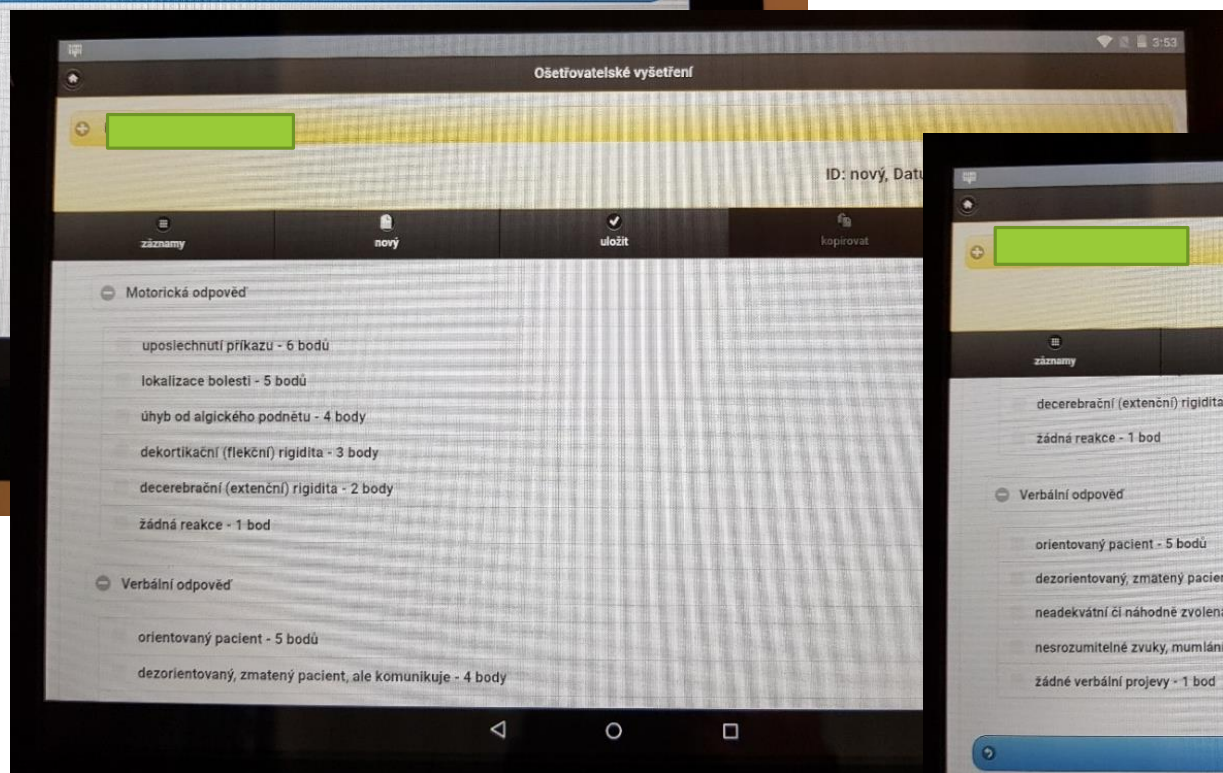 3:53
Ošetřovatelské vyšetření
ID: nový, Datu
záznamy
nový
uložit
kopírovat
Motorická odpověď
uposlechnutí příkazu - 6 bodů
lokalizace bolesti - 5 bodů
úhyb od algického podnětu - 4 body
dekortikační (flekční) rigidita - 3 body
decerebrační (extenční) rigidita - 2 body
žádná reakce - 1 bod
Verbální odpověď
orientovaný pacient - 5 bodů
dezorientovaný, zmatený pacient, ale komunikuje - 4 body
záznamy
decerebrační (extenční) rigidita
žádná reakce - 1 bod
Verbální odpověď
orientovaný pacient - 5 bodů
dezorientovaný, zmatený pacien
neadekvátní či náhodně zvolena
nesrozumitelné zvuky, mumlání
žádné verbální projevy - 1 bod